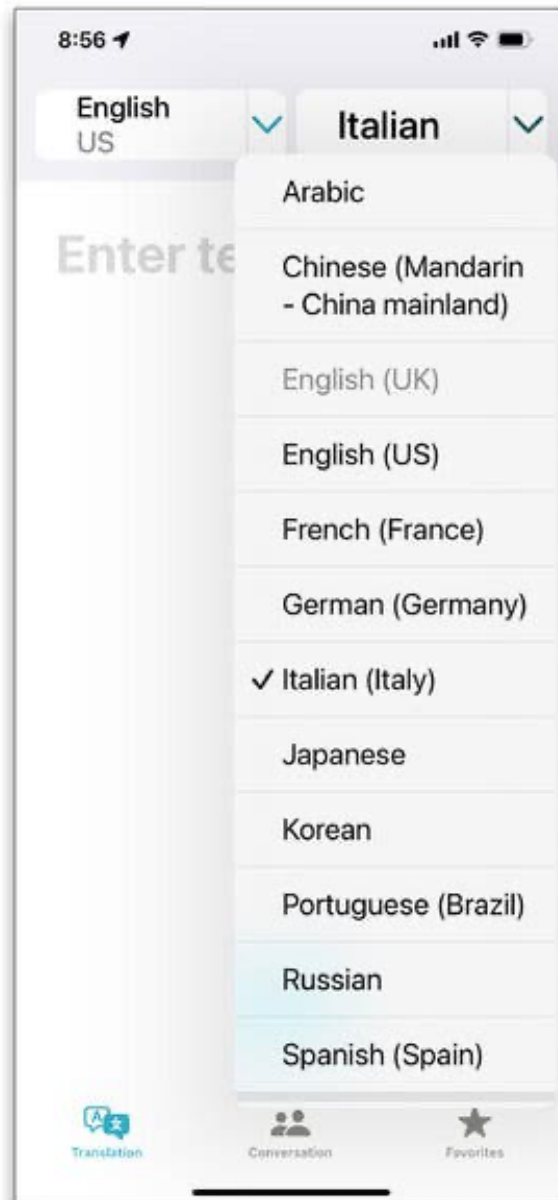 8:56
English
US
Italian
Enter te
Arabic
Chinese (Mandarin
- China mainland)
English (UK)
English (US)
French (France)
German (Germany)
✓ Italian (Italy)
Japanese
Korean
Portuguese (Brazil)
Russian
Spanish (Spain)
A 文
Translation
Conversation
Favorites